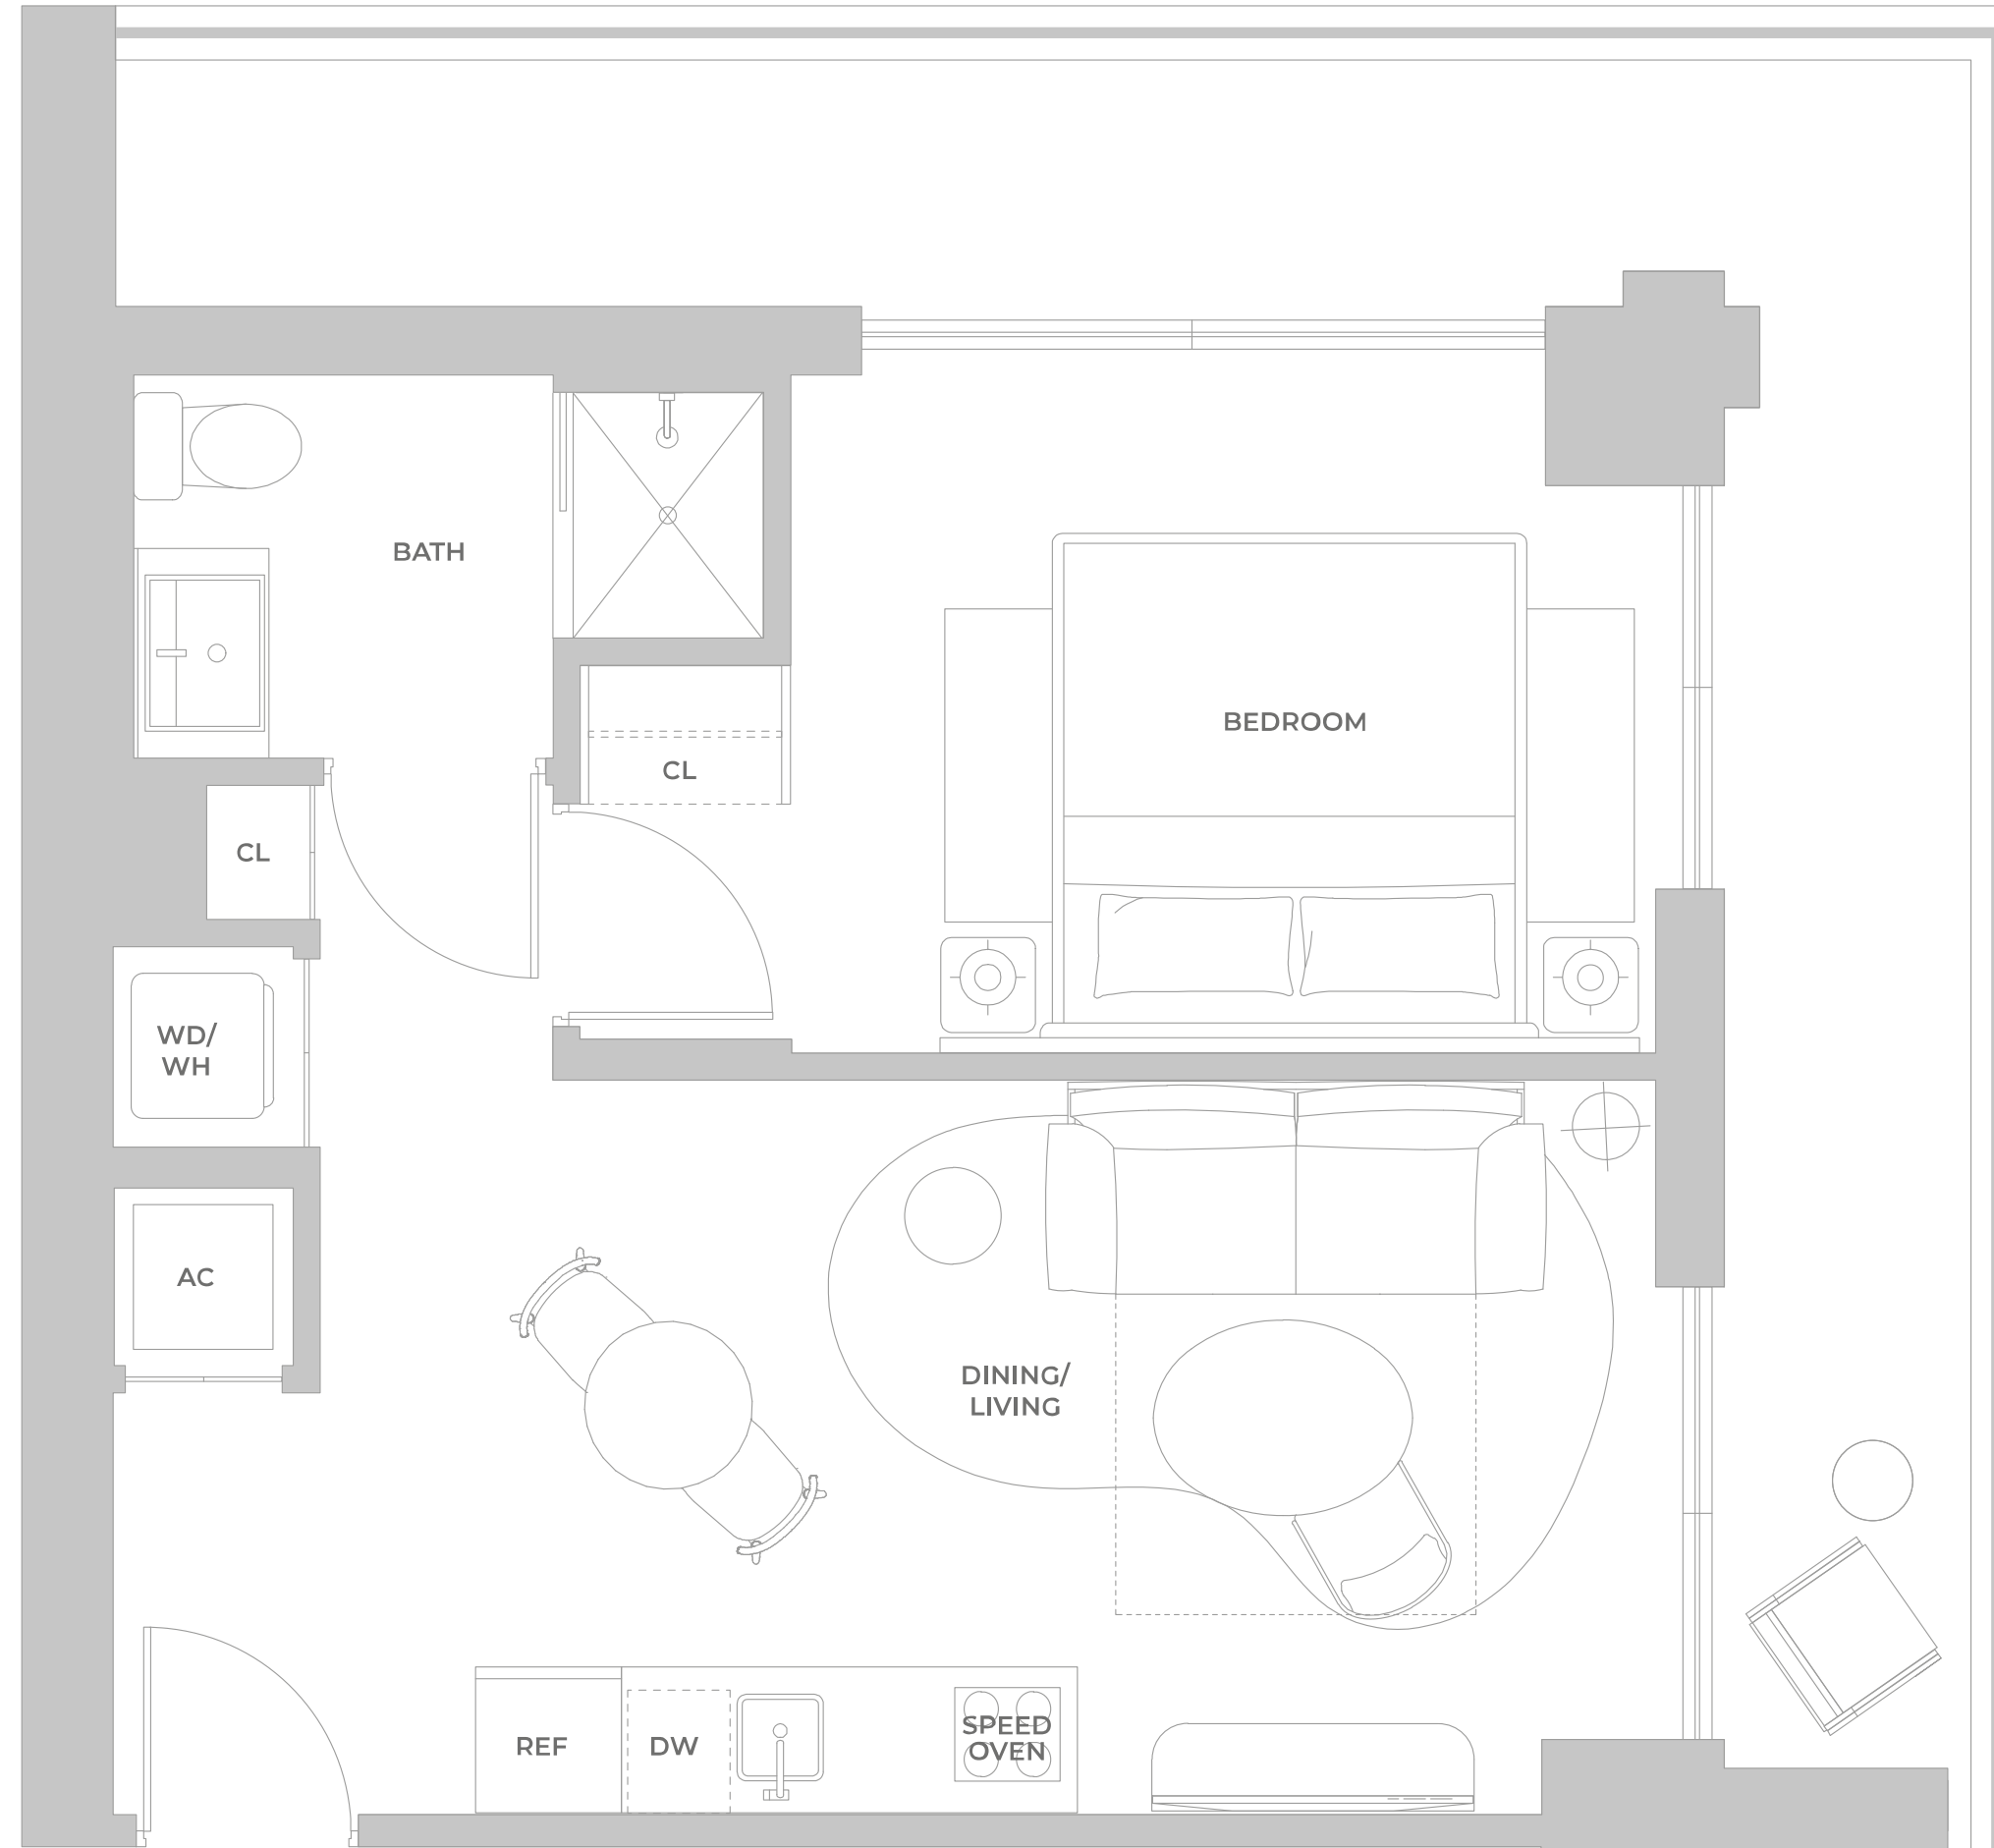 BATH
BEDROOM
CL
CL
WD/
WH
AC
DINING/
LIVING
REF
DW
SPEED
OVEN